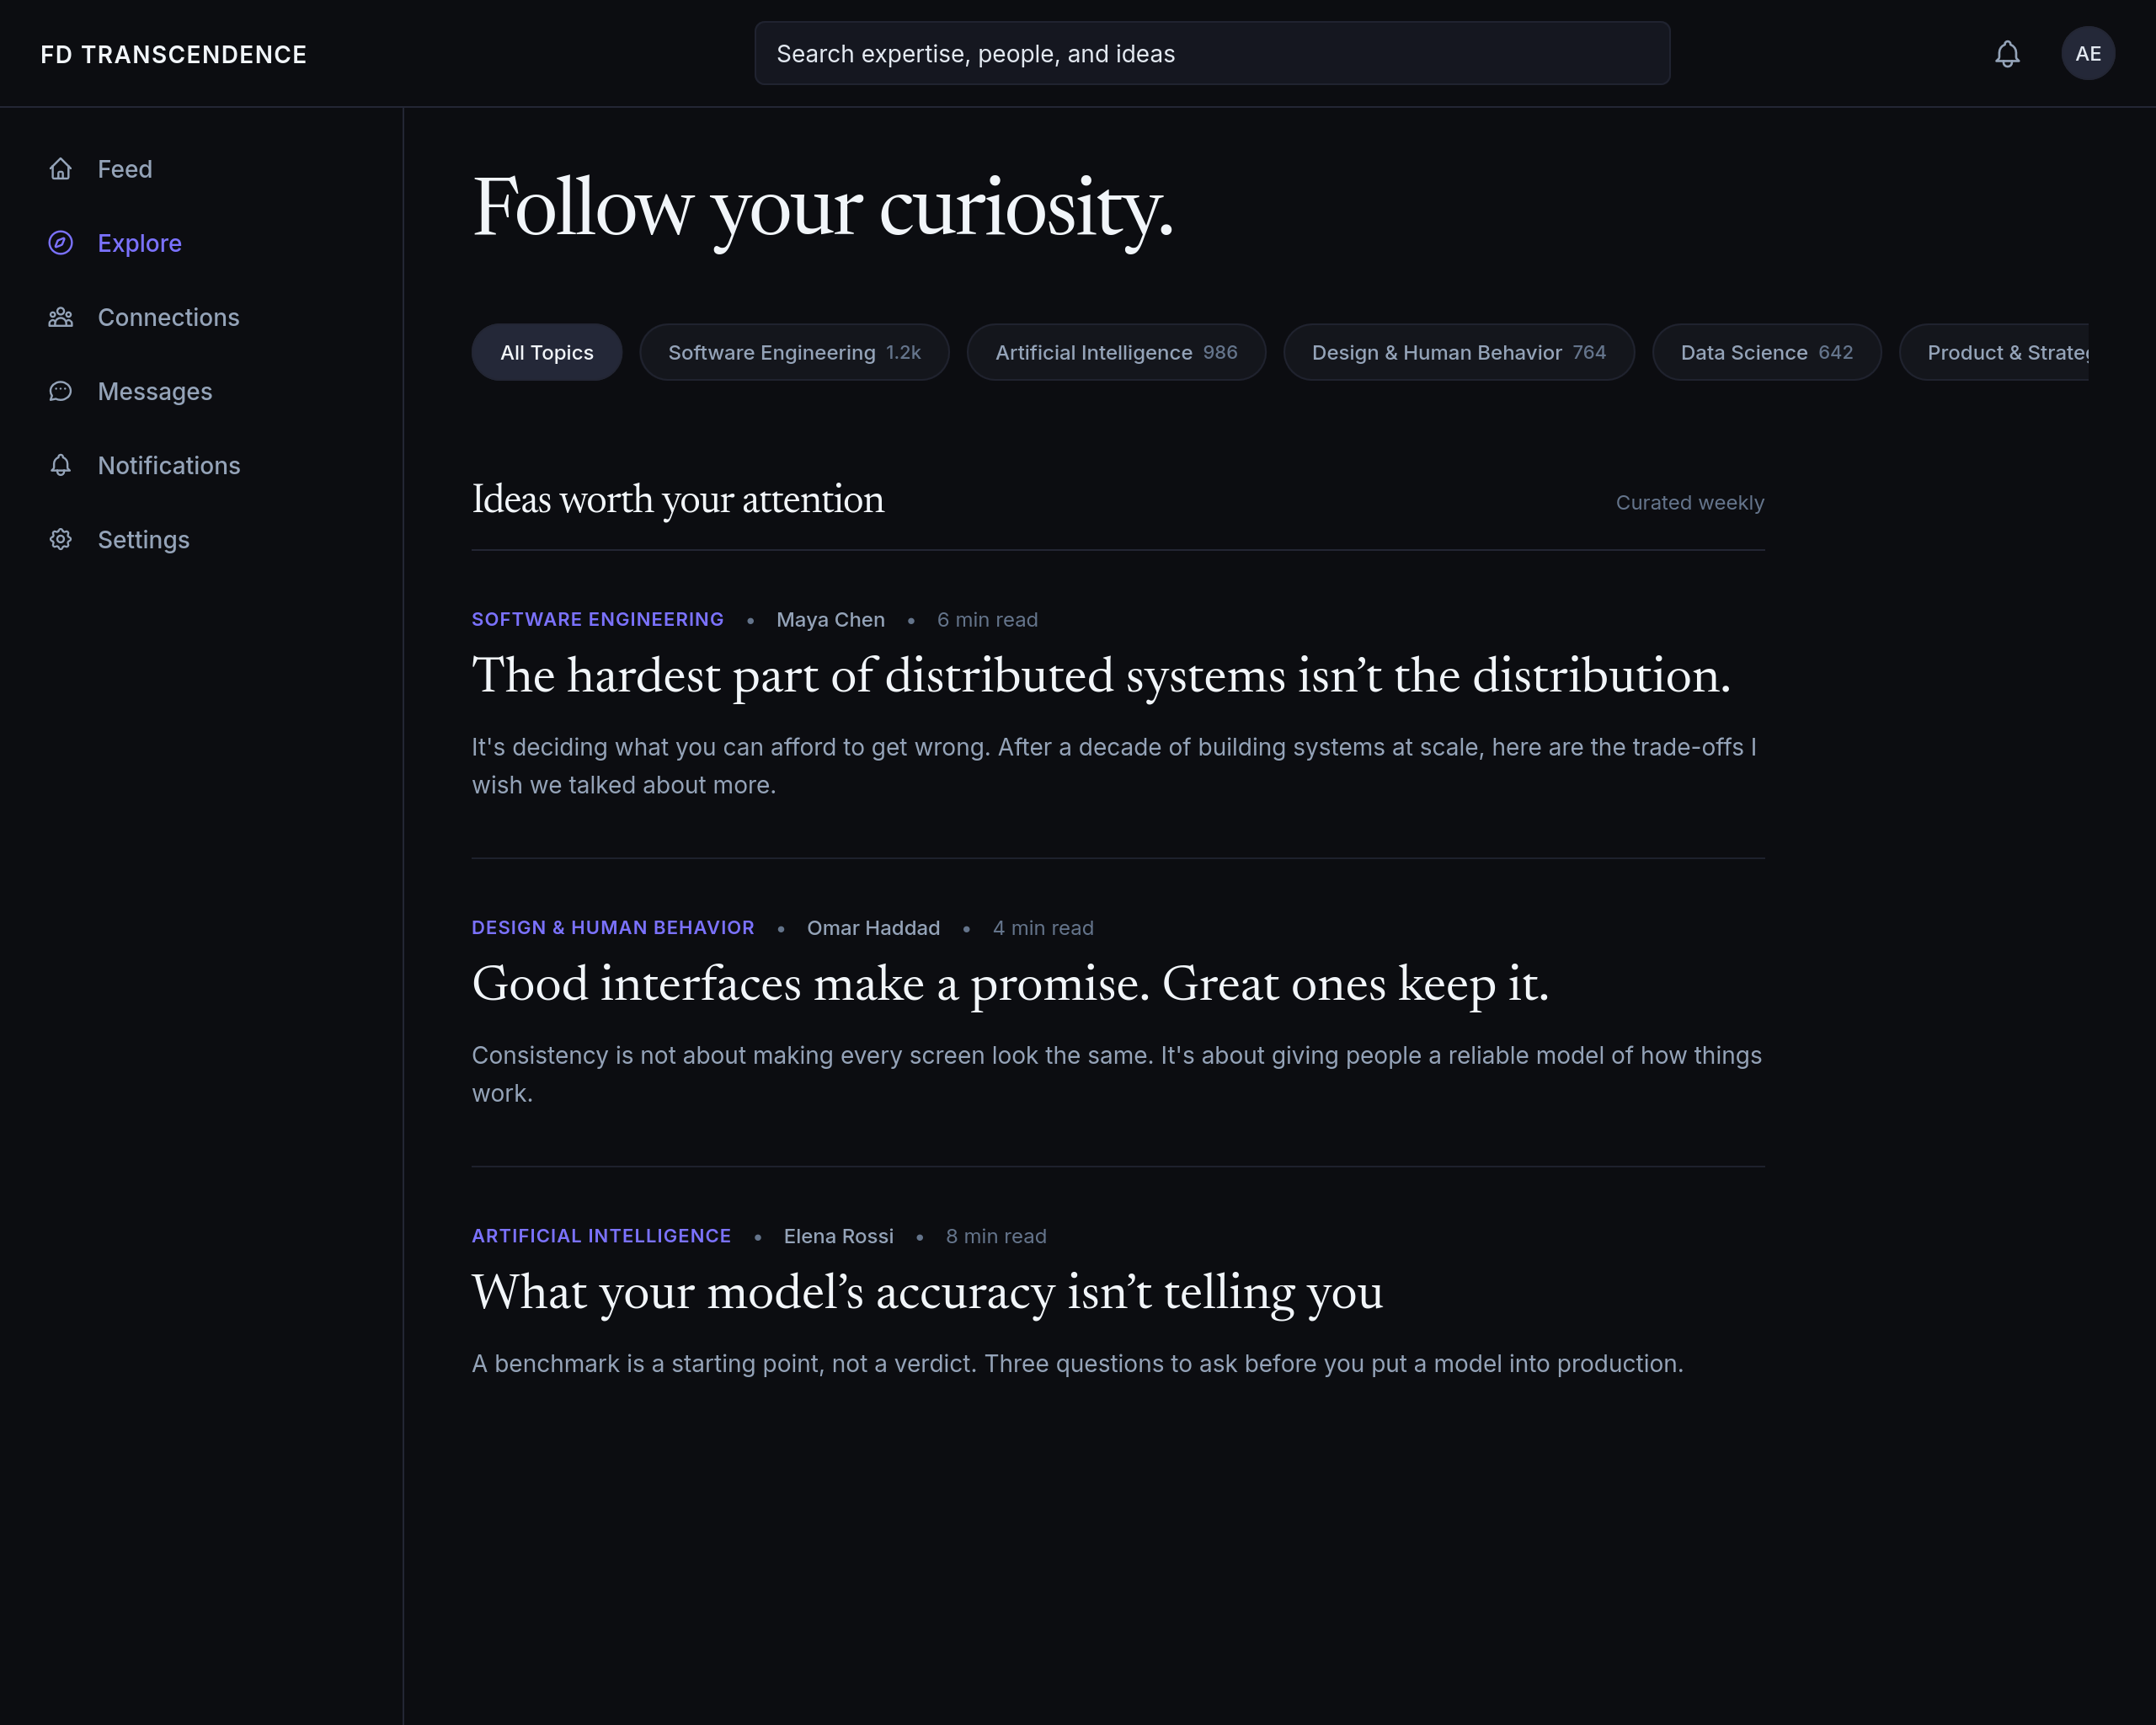 FD TRANSCENDENCE
Search expertise, people, and ideas
AE
Feed
Explore
Connections
Messages
Notifications
Settings
Follow your curiosity.
All Topics
Software Engineering 1.2k
Artificial Intelligence 986
Design & Human Behavior 764
Data Science 642
Product &
Ideas worth your attention
Curated weekly
SOFTWARE ENGINEERING • Maya Chen • 6 min read
The hardest part of distributed systems isn’t the distribution.
It's deciding what you can afford to get wrong. After a decade of building systems at scale, here are the trade-offs I
wish we talked about more.
DESIGN & HUMAN BEHAVIOR • Omar Haddad • 4 min read
Good interfaces make a promise. Great ones keep it.
Consistency is not about making every screen look the same. It's about giving people a reliable model of how things
work.
ARTIFICIAL INTELLIGENCE • Elena Rossi • 8 min read
What your model’s accuracy isn’t telling you
A benchmark is a starting point, not a verdict. Three questions to ask before you put a model into production.